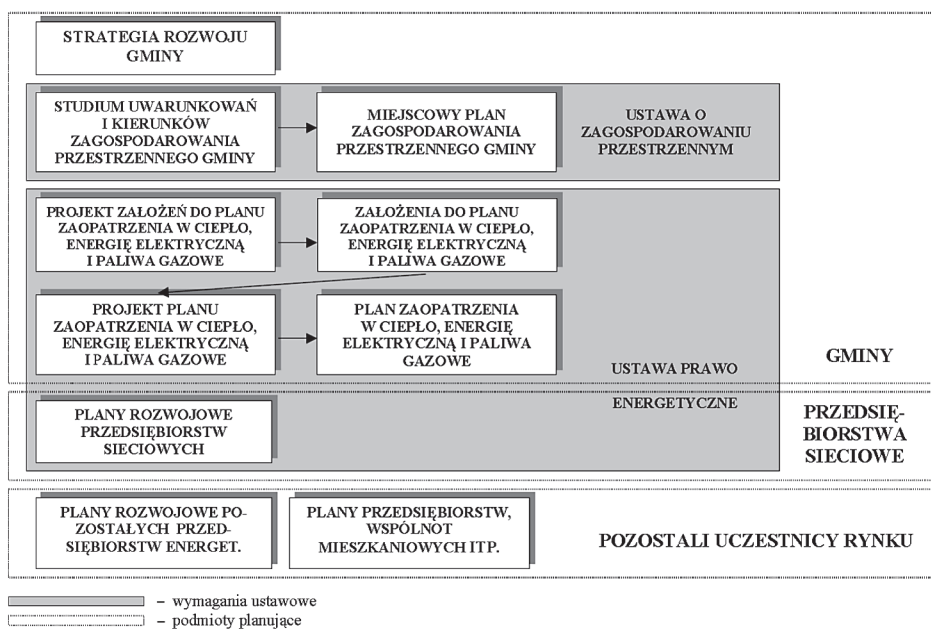 STRATEGIA ROZWOJU
GMINY
STUDIUM UWARUNKOWAŃ
I KIERUNKÓW
ZAGOSPODAROWANIA
PRZESTRZENNEGO GMINY
MIEJSCOWY PLAN
ZAGOSPODAROWANIA
PRZESTRZENNEGO GMINY
USTAWA O
ZAGOSPODAROWANIU
PRZESTRZENNYM
PROJEKT ZAŁOŻEŃ DO PLANU
ZAOPATRZENIA W CIEPŁO,
ENERGIĘ ELEKTRYCZNĄ
I PALIWA GAZOWE
ZAŁOŻENIA DO PLANU
ZAOPATRZENIA W CIEPŁO,
ENERGIĘ ELEKTRYCZNĄ
I PALIWA GAZOWE
PROJEKT PLANU
ZAOPATRZENIA W CIEPŁO,
ENERGIĘ ELEKTRYCZNĄ
I PALIWA GAZOWE
PLAN ZAOPATRZENIA
W CIEPŁO, ENERGIĘ
ELEKTRYCZNĄ I PALIWA
GAZOWE
USTAWA PRAWO
ENERGETYCZNE
GMINY
PLANY ROZWOJOWE
PRZEDSIĘBIORSTW
SIECIOWYCH
PRZEDSIĘ-
BIORSTWA
SIECIOWE
PLANY ROZWOJOWE PO-
ZOSTAŁYCH PRZED-
SIĘBIORSTW ENERGET.
PLANY PRZEDSIĘBIORSTW,
WSPÓLNOT
MIESZKANIOWYCH ITP.
POZOSTALI UCZESTNICY RYNKU
– wymagania ustawowe
– podmioty planujące